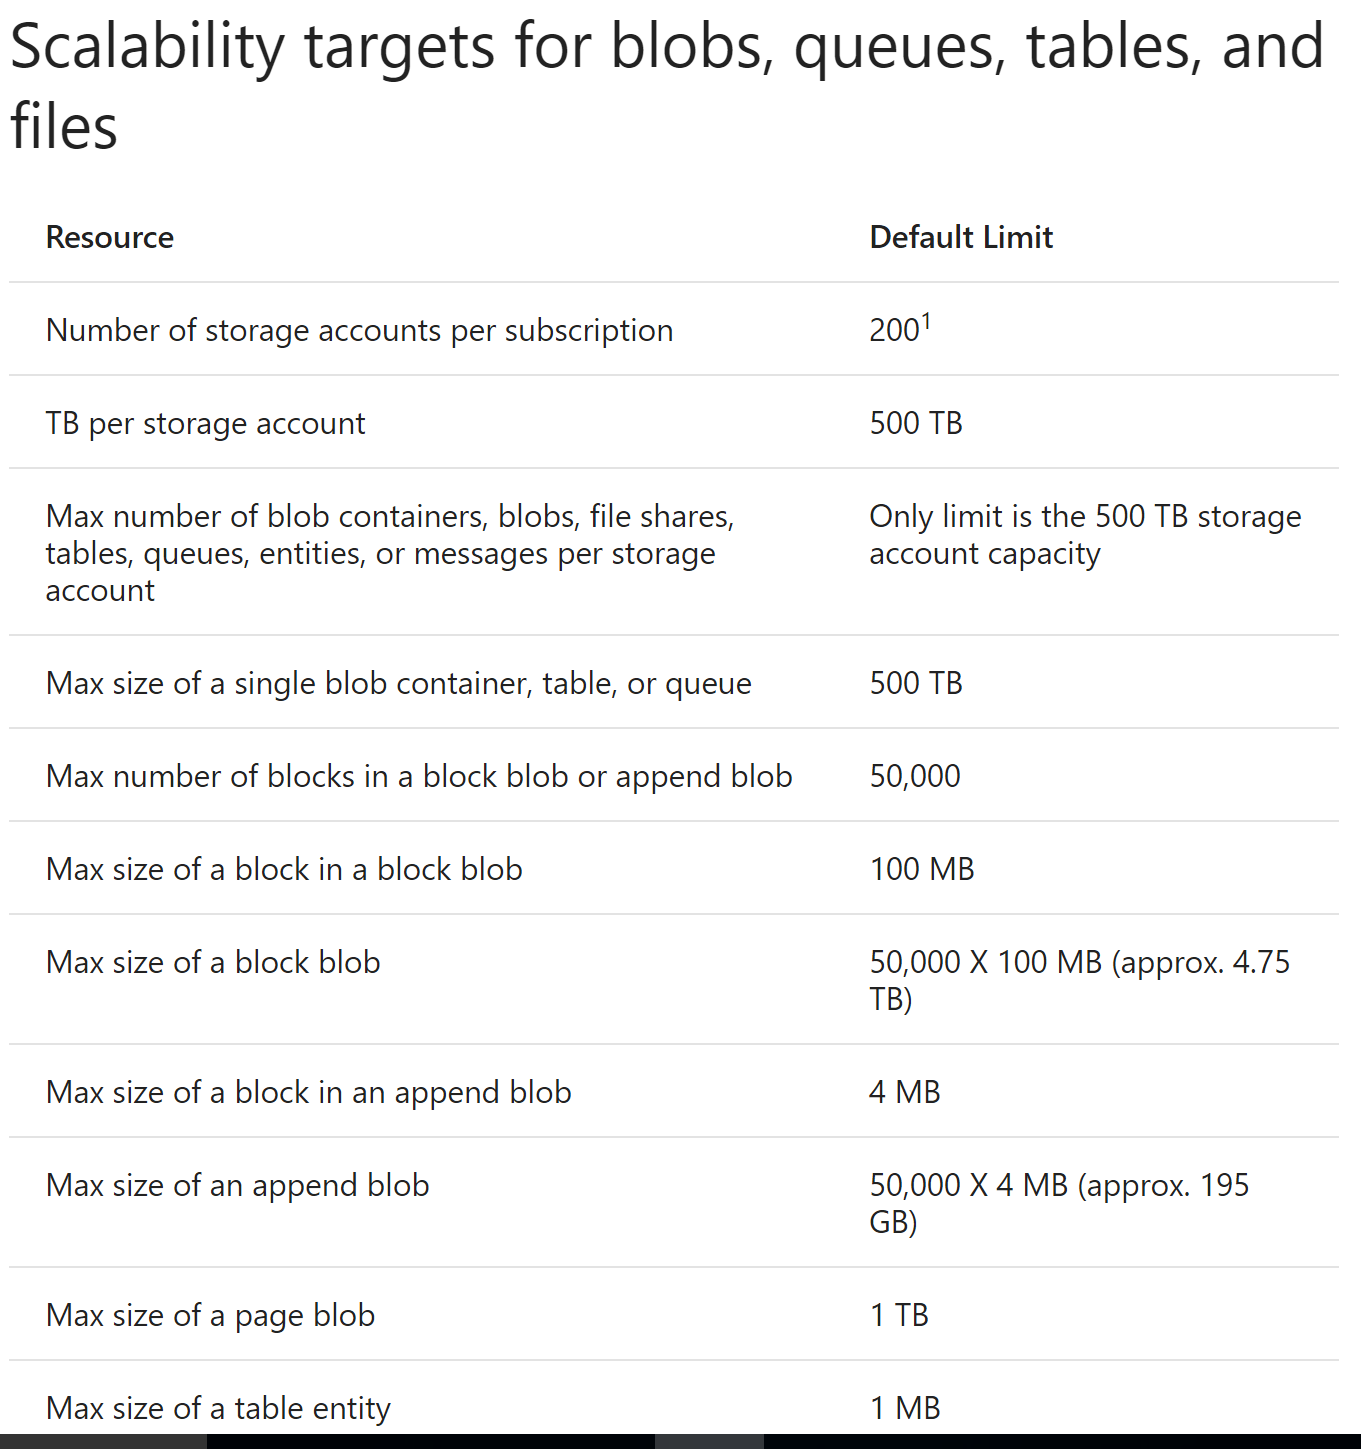 Scalability targets for blobs, queues, tables, and
files
Resource Default Limit
Number of storage accounts per subscription 200¹
TB per storage account 500 TB
Max number of blob containers, blobs, file shares, Only limit is the 500 TB storage
tables, queues, entities, or messages per storage account capacity
account
Max size of a single blob container, table, or queue 500 TB
Max number of blocks in a block blob or append blob 50,000
Max size of a block in a block blob 100 MB
Max size of a block blob 50,000 X 100 MB (approx. 4.75
TB)
Max size of a block in an append blob 4 MB
Max size of an append blob 50,000 X 4 MB (approx. 195
GB)
Max size of a page blob 1 TB
Max size of a table entity 1 MB